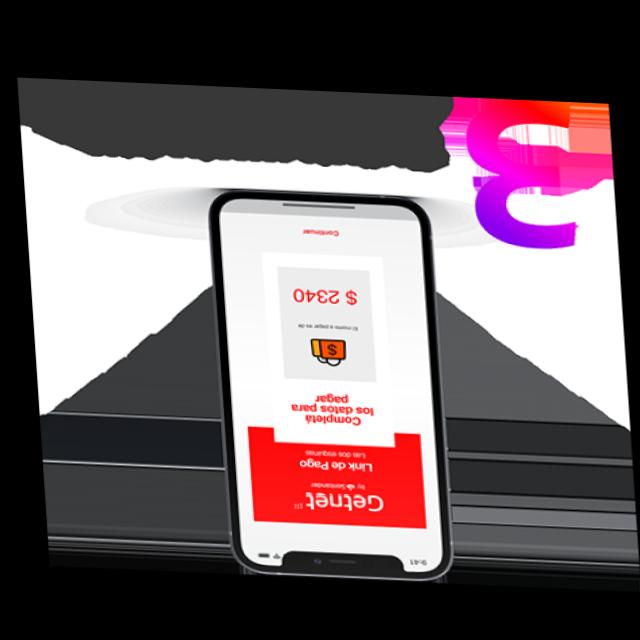 9:41
Getnet
by Santander
Link de Pago
Las dos esquinas
Completá
los datos para
pagar
El monto a pagar es de
$ 2340
Continuar